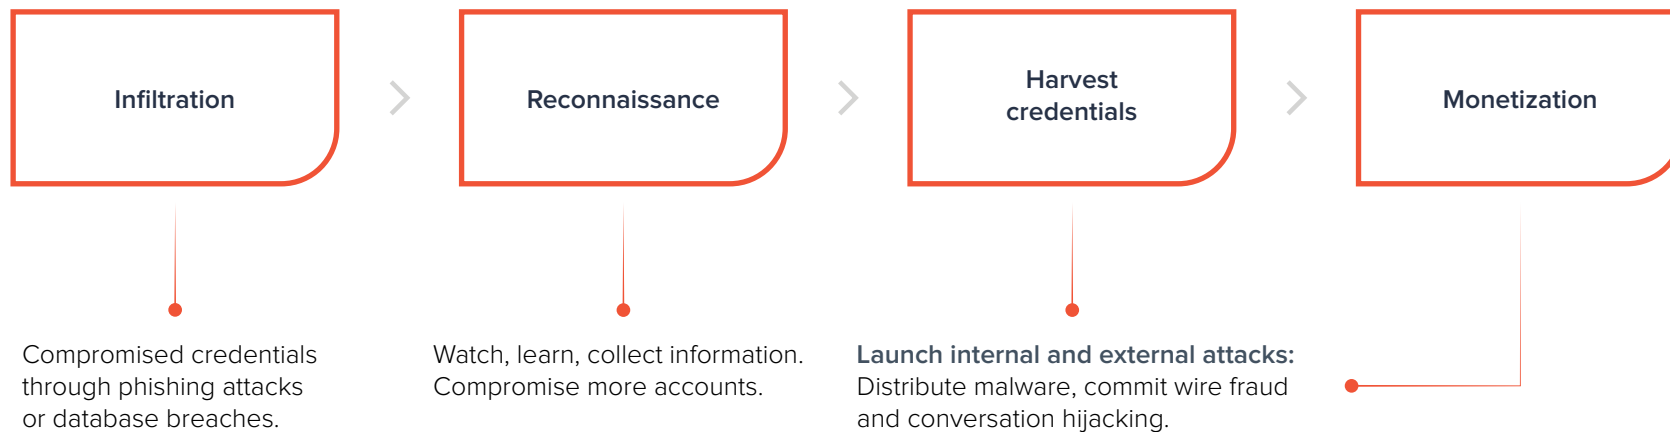 Infiltration
Reconnaissance
Harvest
credentials
Monetization
Compromised credentials
through phishing attacks
or database breaches.
Watch, learn, collect information.
Compromise more accounts.
Launch internal and external attacks:
Distribute malware, commit wire fraud
and conversation hijacking.